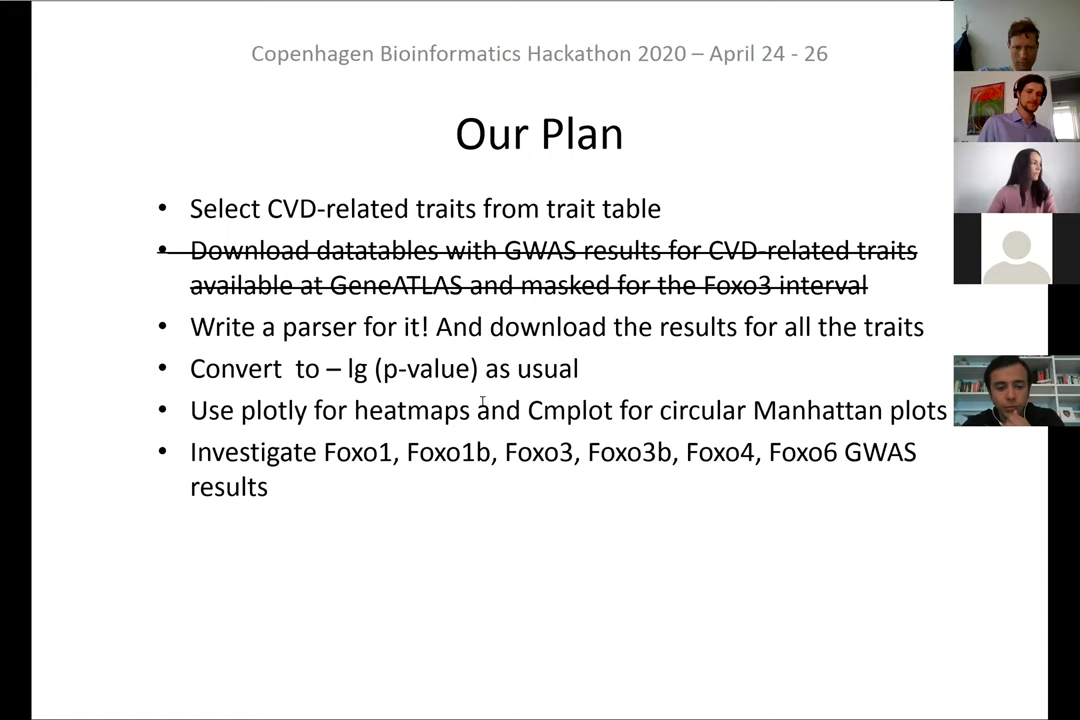 Copenhagen Bioinformatics Hackathon 2020 – April 24 - 26
Our Plan
• Select CVD-related traits from trait table
• Download datatables with GWAS results for CVD-related traits
available at GeneATLAS and masked for the Foxo3 interval
• Write a parser for it! And download the results for all the traits
• Convert  to – lg (p-value) as usual
• Use plotly for heatmaps and Cmplot for circular Manhattan plots
• Investigate Foxo1, Foxo1b, Foxo3, Foxo3b, Foxo4, Foxo6 GWAS
results